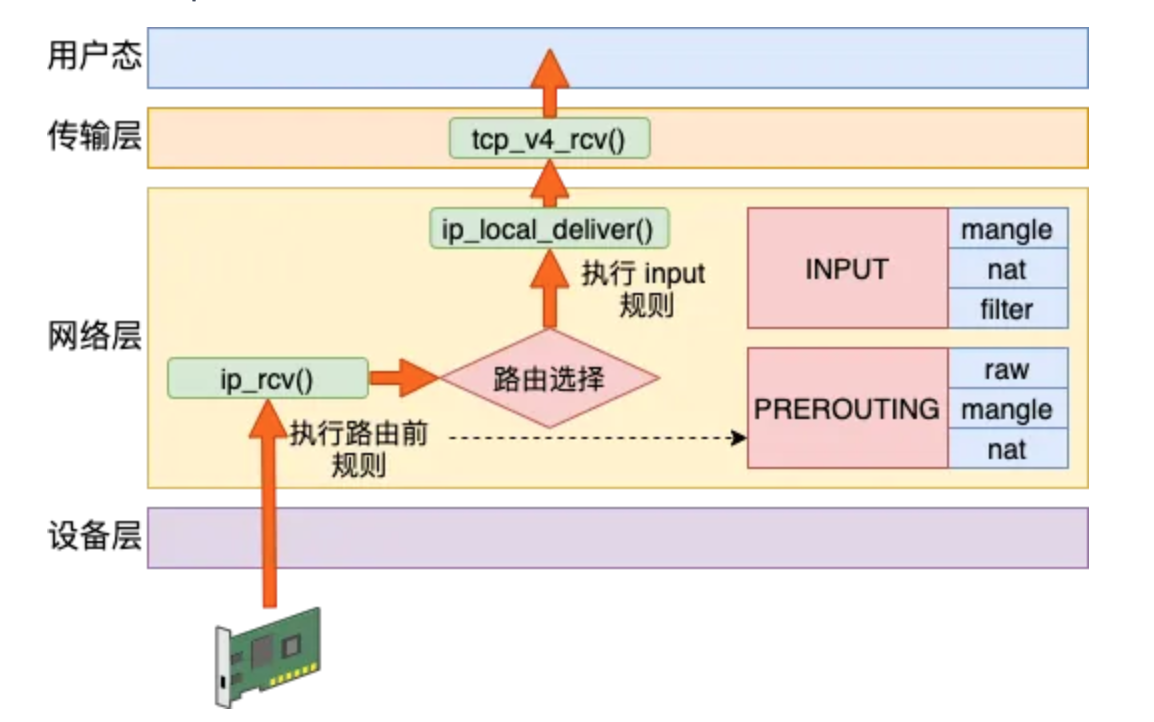 用户态
传输层
tcp_v4_rcv()
网络层
ip_local_deliver()
执行 input
规则
INPUT
mangle
nat
filter
ip_rcv()
路由选择
执行路由前
规则
PREROUTING
raw
mangle
nat
设备层